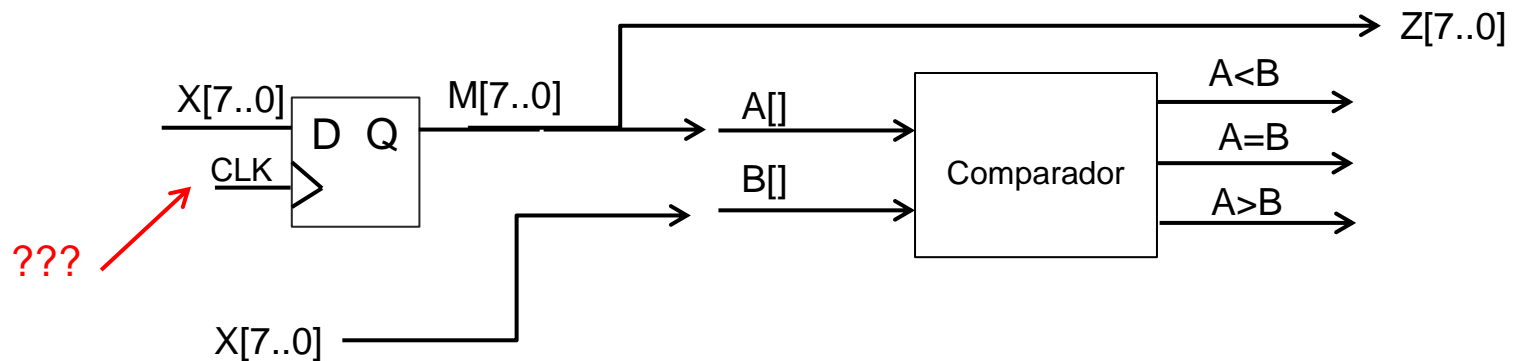 Z[7..0]
X[7..0]
M[7..0]
A<B
D Q
A[]
CLK
A=B
Comparador
B[]
A>B
???
X[7..0]